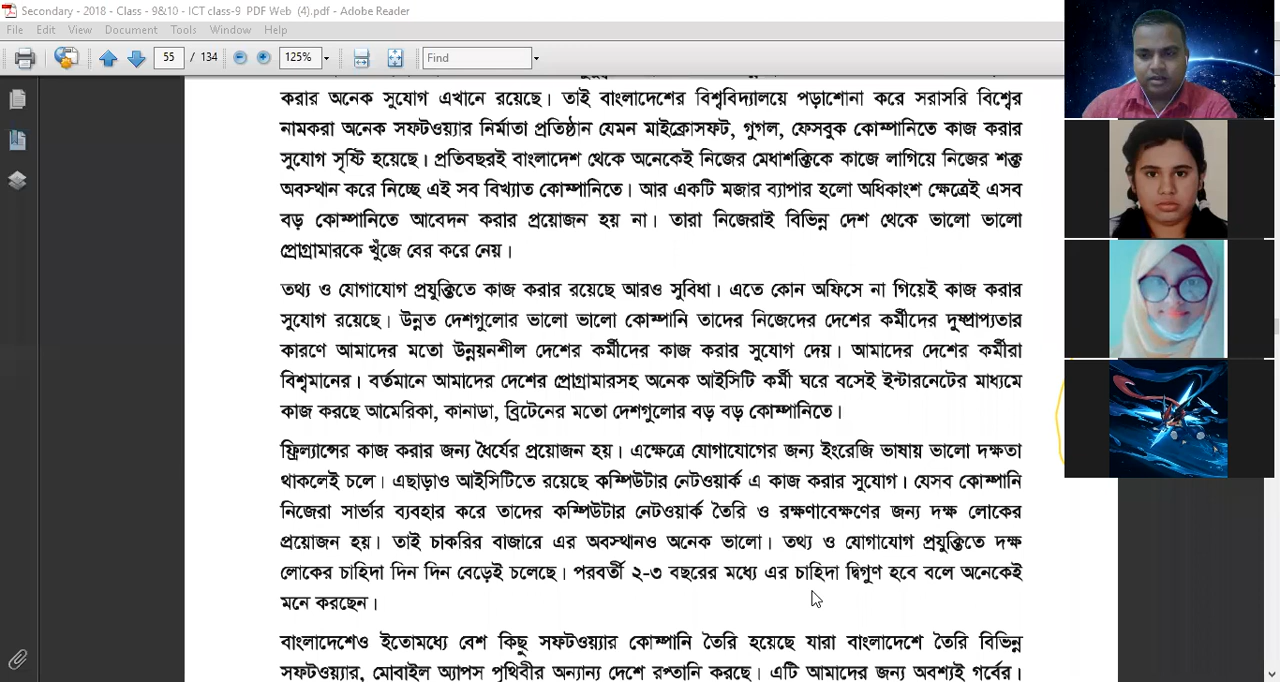 Secondary - 2018 - Class - 9&10 - ICT class-9 PDF Web (4).pdf - Adobe Reader
File Edit View Document Tools Window Help
55 / 134 125% Find
করার অনেক সুযোগ এখানে রয়েছে। তাই বাংলাদেশের বিশ্ববিদ্যালয়ে পড়াশোনা করে সরাসরি বিশ্বের
নামকরা অনেক সফটওয়্যার নির্মাতা প্রতিষ্ঠান যেমন মাইক্রোসফট, গুগল, ফেসবুক কোম্পানিতে কাজ করার
সুযোগ সৃষ্টি হয়েছে। প্রতিবছরই বাংলাদেশ থেকে অনেকেই নিজের মেধাশক্তিকে কাজে লাগিয়ে নিজের শক্ত
অবস্থান করে নিচ্ছে এই সব বিখ্যাত কোম্পানিতে। আর একটি মজার ব্যাপার হলো অধিকাংশ ক্ষেত্রেই এসব
বড় কোম্পানিতে আবেদন করার প্রয়োজন হয় না। তারা নিজেরাই বিভিন্ন দেশ থেকে ভালো ভালো
প্রোগ্রামারকে খুঁজে বের করে নেয়।
তথ্য ও যোগাযোগ প্রযুক্তিতে কাজ করার রয়েছে আরও সুবিধা। এতে কোন অফিসে না গিয়েই কাজ করার
সুযোগ রয়েছে। উন্নত দেশগুলোর ভালো ভালো কোম্পানি তাদের নিজেদের দেশের কর্মীদের দুষ্প্রাপ্যতার
কারণে আমাদের মতো উন্নয়নশীল দেশের কর্মীদের কাজ করার সুযোগ দেয়। আমাদের দেশের কর্মীরা
বিশ্বমানের। বর্তমানে আমাদের দেশের প্রোগ্রামারসহ অনেক আইসিটি কর্মী ঘরে বসেই ইন্টারনেটের মাধ্যমে
কাজ করছে আমেরিকা, কানাডা, ব্রিটেনের মতো দেশগুলোর বড় বড় কোম্পানিতে।
ফ্রিল্যান্সের কাজ করার জন্য ধৈর্যের প্রয়োজন হয়। এক্ষেত্রে যোগাযোগের জন্য ইংরেজি ভাষায় ভালো দক্ষতা
থাকলেই চলে। এছাড়াও আইসিটিতে রয়েছে কম্পিউটার নেটওয়ার্ক এ কাজ করার সুযোগ। যেসব কোম্পানি
নিজেরা সার্ভার ব্যবহার করে তাদের কম্পিউটার নেটওয়ার্ক তৈরি ও রক্ষণাবেক্ষণের জন্য দক্ষ লোকের
প্রয়োজন হয়। তাই চাকরির বাজারে এর অবস্থানও অনেক ভালো। তথ্য ও যোগাযোগ প্রযুক্তিতে দক্ষ
লোকের চাহিদা দিন দিন বেড়েই চলেছে। পরবর্তী ২-৩ বছরের মধ্যে এর চাহিদা দ্বিগুণ হবে বলে অনেকেই
মনে করছেন।
বাংলাদেশেও ইতোমধ্যে বেশ কিছু সফটওয়্যার কোম্পানি তৈরি হয়েছে যারা বাংলাদেশে তৈরি বিভিন্ন
সফটওয়্যার, মোবাইল অ্যাপস পৃথিবীর অন্যান্য দেশে রপ্তানি করছে। এটি আমাদের জন্য অবশ্যই গর্বের।